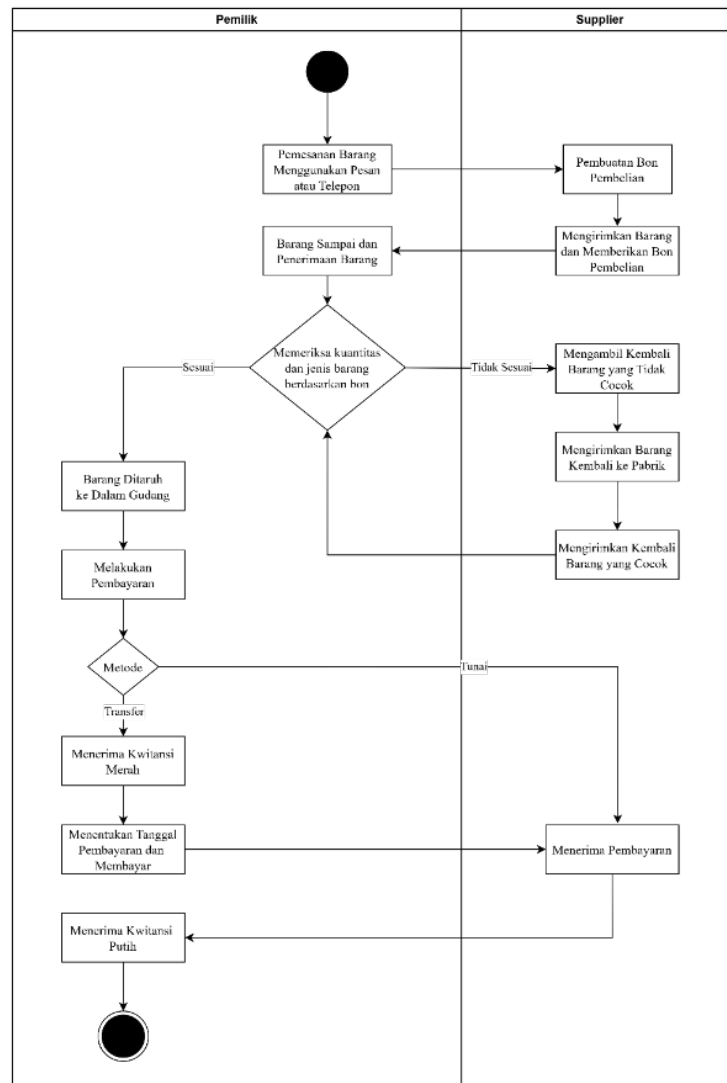 Pemilik
Supplier
Pemesanan Barang
Menggunakan Pesan
atau Telepon
Pembuatan Bon
Pembelian
Barang Sampai dan
Penerimaan Barang
Mengirimkan Barang
dan Memberikan Bon
Pembelian
Memeriksa kuantitas
dan jenis barang
berdasarkan bon
Sesuai
Tidak Sesuai
Mengambil Kembali
Barang yang Tidak
Cocok
Mengirimkan Barang
Kembali ke Pabrik
Barang Ditaruh
ke Dalam Gudang
Mengirimkan Kembali
Barang yang Cocok
Melakukan
Pembayaran
Metode
Tunai
Transfer
Menerima Kwitansi
Merah
Menentukan Tanggal
Pembayaran dan
Membayar
Menerima Pembayaran
Menerima Kwitansi
Putih